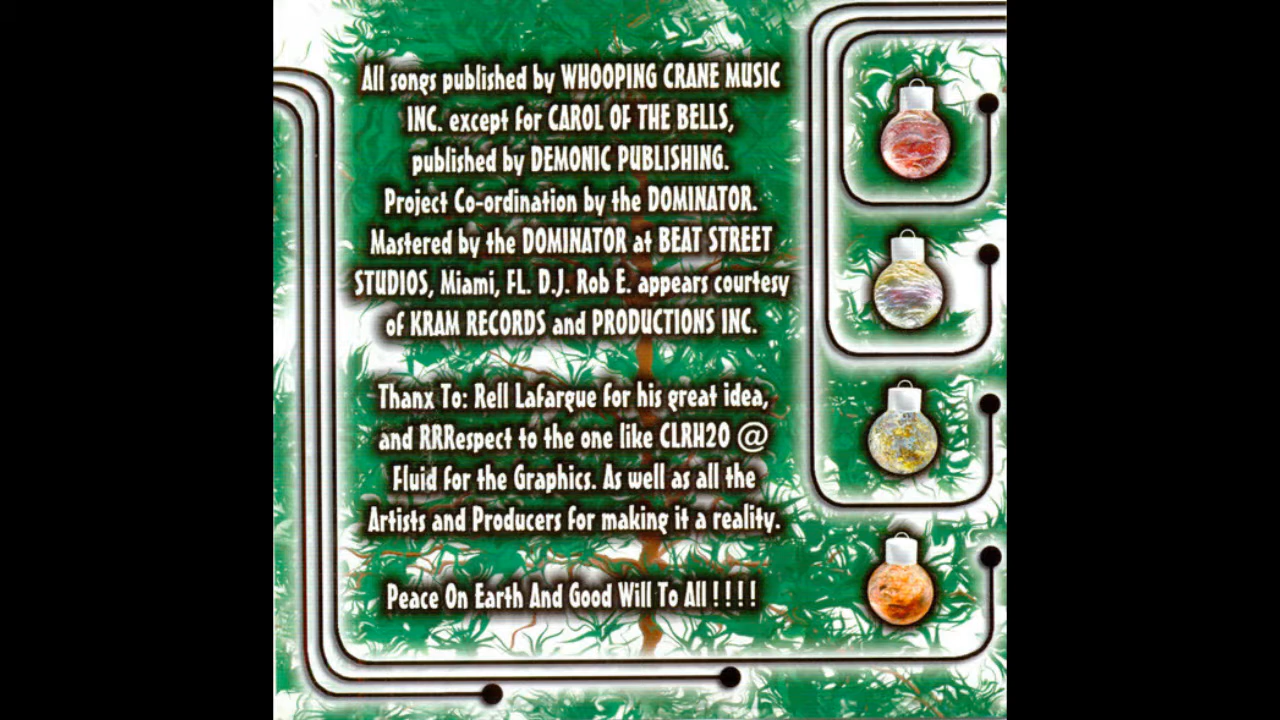 All songs published by WHOOPING CRANE MUSIC
INC. except for CAROL OF THE BELLS,
published by DEMONIC PUBLISHING.
Project Co-ordination by the DOMINATOR.
Mastered by the DOMINATOR at BEAT STREET
STUDIOS, Miami, FL. D.J. Rob E. appears courtesy
of KRAM RECORDS and PRODUCTIONS INC.
Thanx To: Rell Lafargue for his great idea,
and RRRespect to the one like CLRH20 @
Fluid for the Graphics. As well as all the
Artists and Producers for making it a reality.
Peace On Earth And Good Will To All ! ! ! !